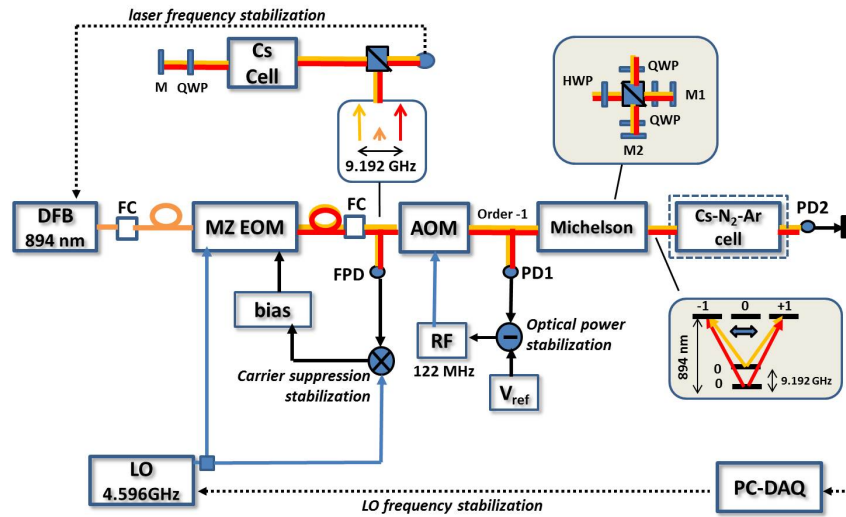 laser frequency stabilization
Cs
Cell
M
QWP
9.192 GHz
QWP
HWP
M1
QWP
M2
DFB
894 nm
FC
MZ EOM
FC
AOM
Order -1
Michelson
Cs-N2-Ar
cell
PD2
FPD
PD1
bias
RF
122 MHz
Optical power
stabilization
Carrier suppression
stabilization
Vref
-1 0 +1
894 nm
0
0
9.192 GHz
LO
4.596GHz
LO frequency stabilization
PC-DAQ